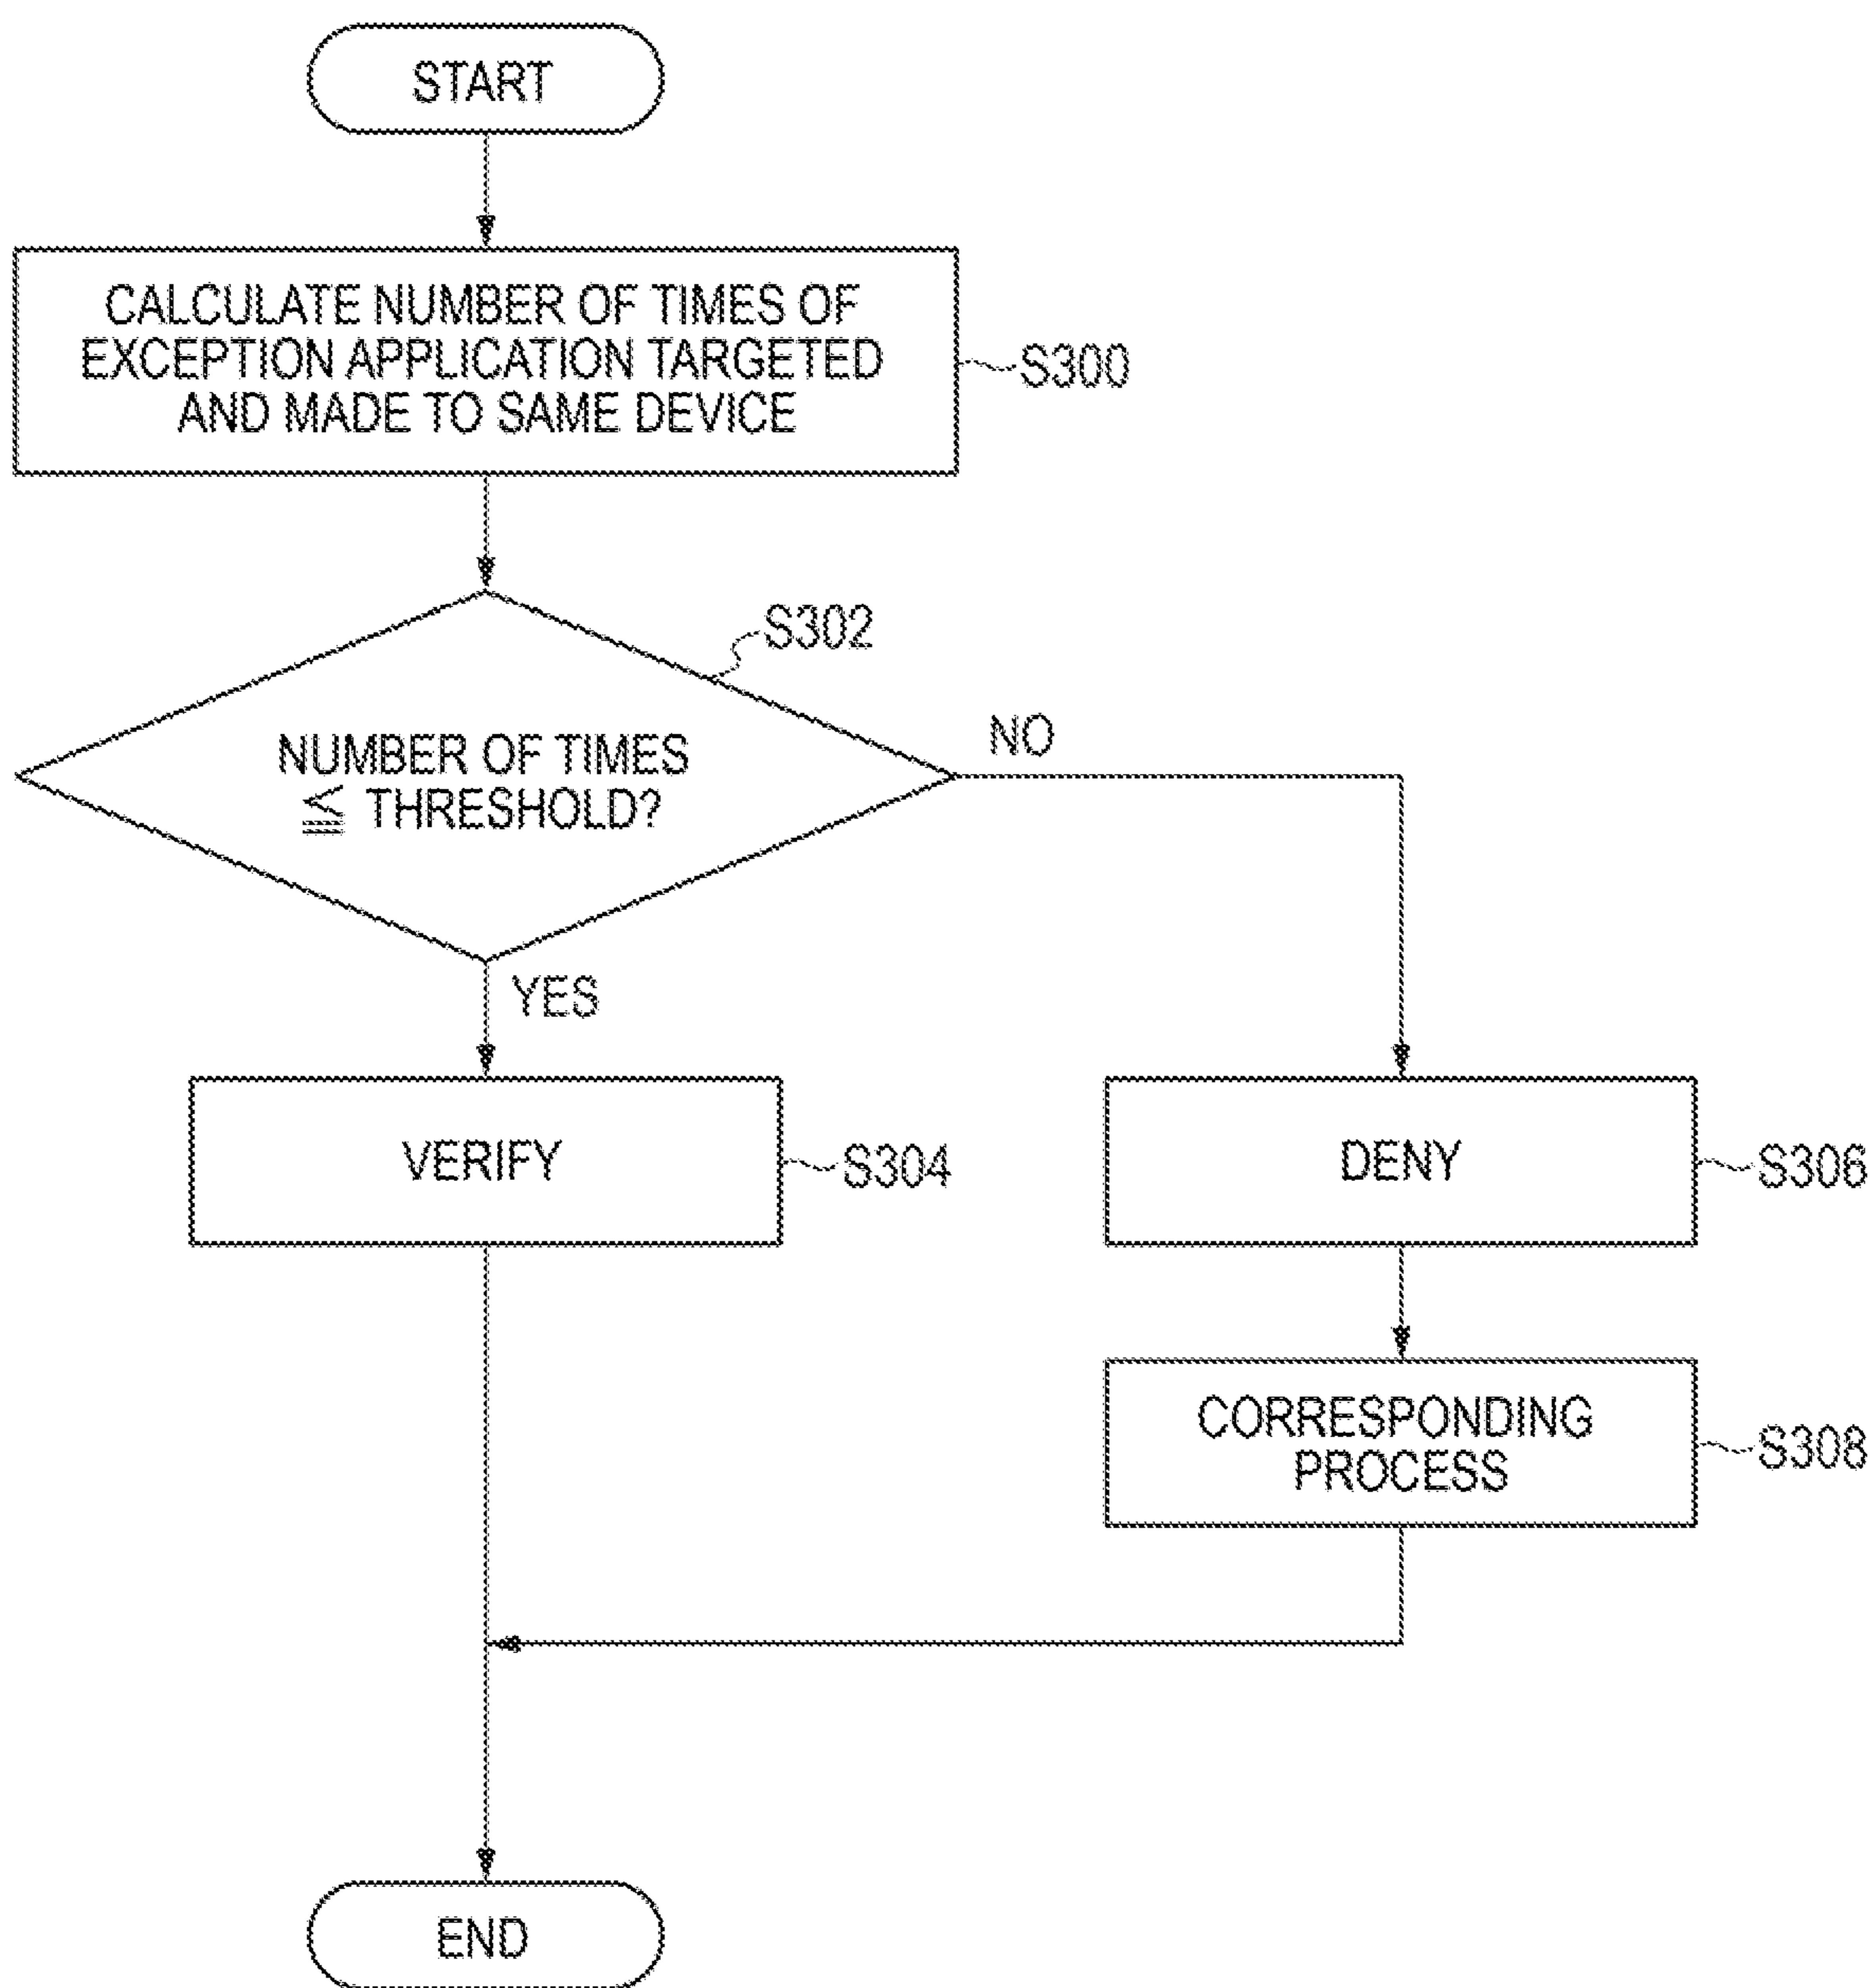 START
CALCULATE NUMBER OF TIMES OF
EXCEPTION APPLICATION TARGETED
AND MADE TO SAME DEVICE
S300
S302
NUMBER OF TIMES
≦ THRESHOLD?
NO
YES
VERIFY
S304
DENY
S306
CORRESPONDING
PROCESS
S308
END